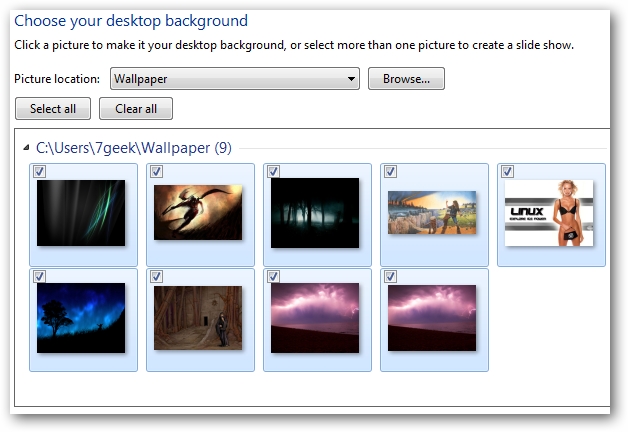 Choose your desktop background
Click a picture to make it your desktop background, or select more than one picture to create a slide show.
Picture location: Wallpaper Browse...
Select all Clear all
C:\Users\7geek\Wallpaper (9)
LINUX